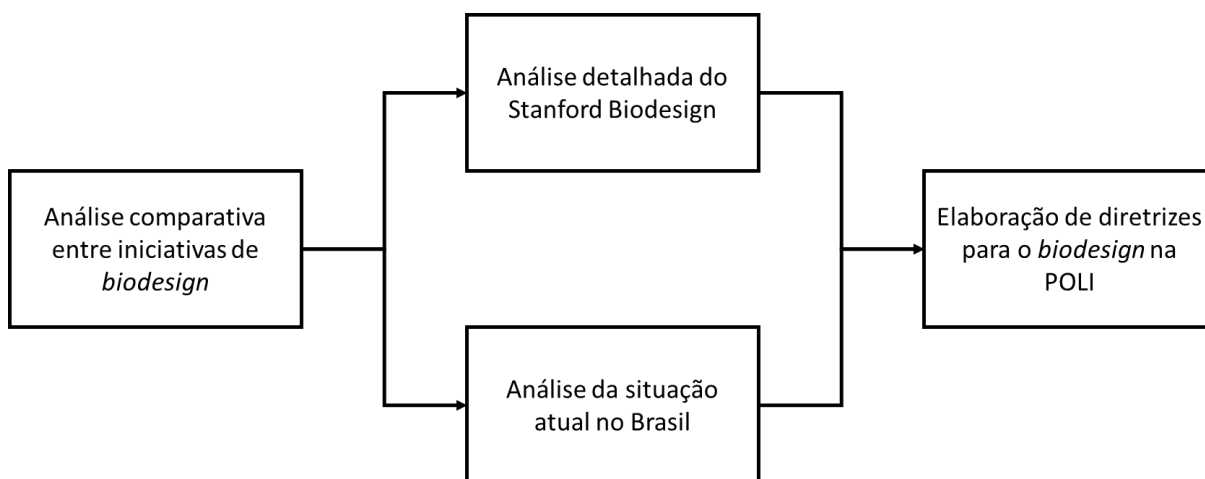 Análise comparativa
entre iniciativas de
biodesign
Análise detalhada do
Stanford Biodesign
Análise da situação
atual no Brasil
Elaboração de diretrizes
para o biodesign na
POLI